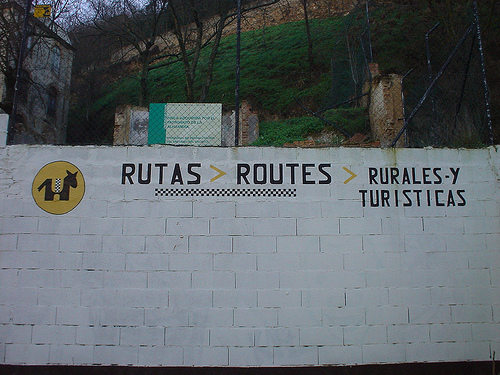 RUTAS > ROUTES > RURALES-Y
TURISTICAS